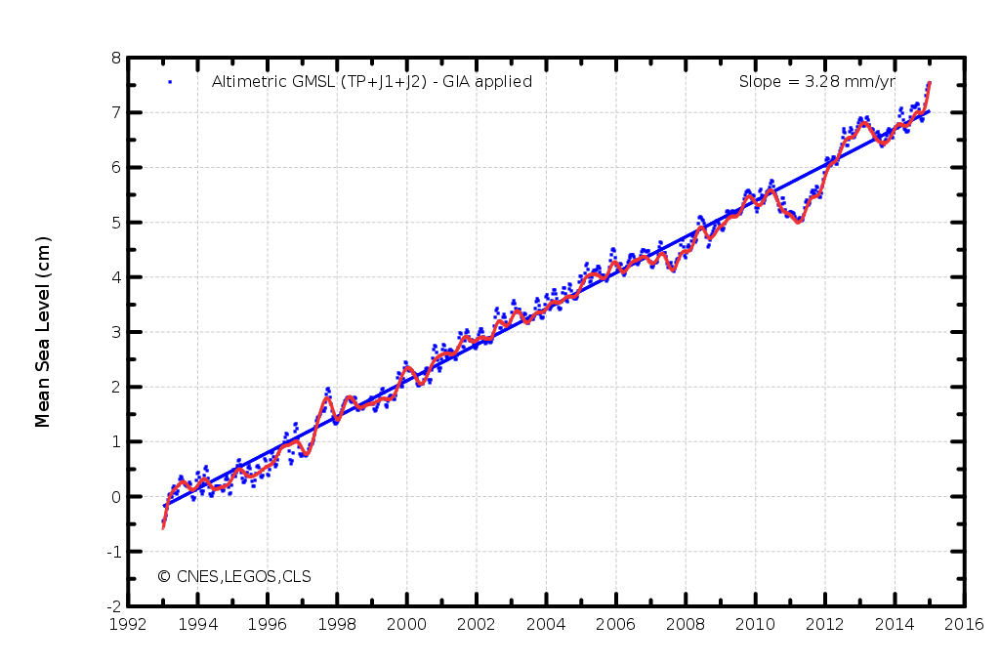 8
Altimetric GMSL (TP+J1+J2) - GIA applied Slope = 3.28 mm/yr
7
6
5
4
3
2
1
0
-1
-2
Mean Sea Level (cm)
© CNES,LEGOS,CLS
1992 1994 1996 1998 2000 2002 2004 2006 2008 2010 2012 2014 2016